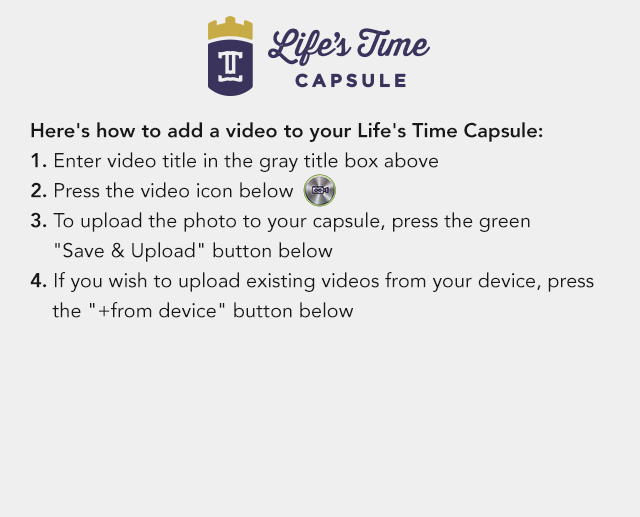 Life's Time
CAPSULE
Here's how to add a video to your Life's Time Capsule:
1. Enter video title in the gray title box above
2. Press the video icon below
3. To upload the photo to your capsule, press the green
"Save & Upload" button below
4. If you wish to upload existing videos from your device, press
the "+from device" button below